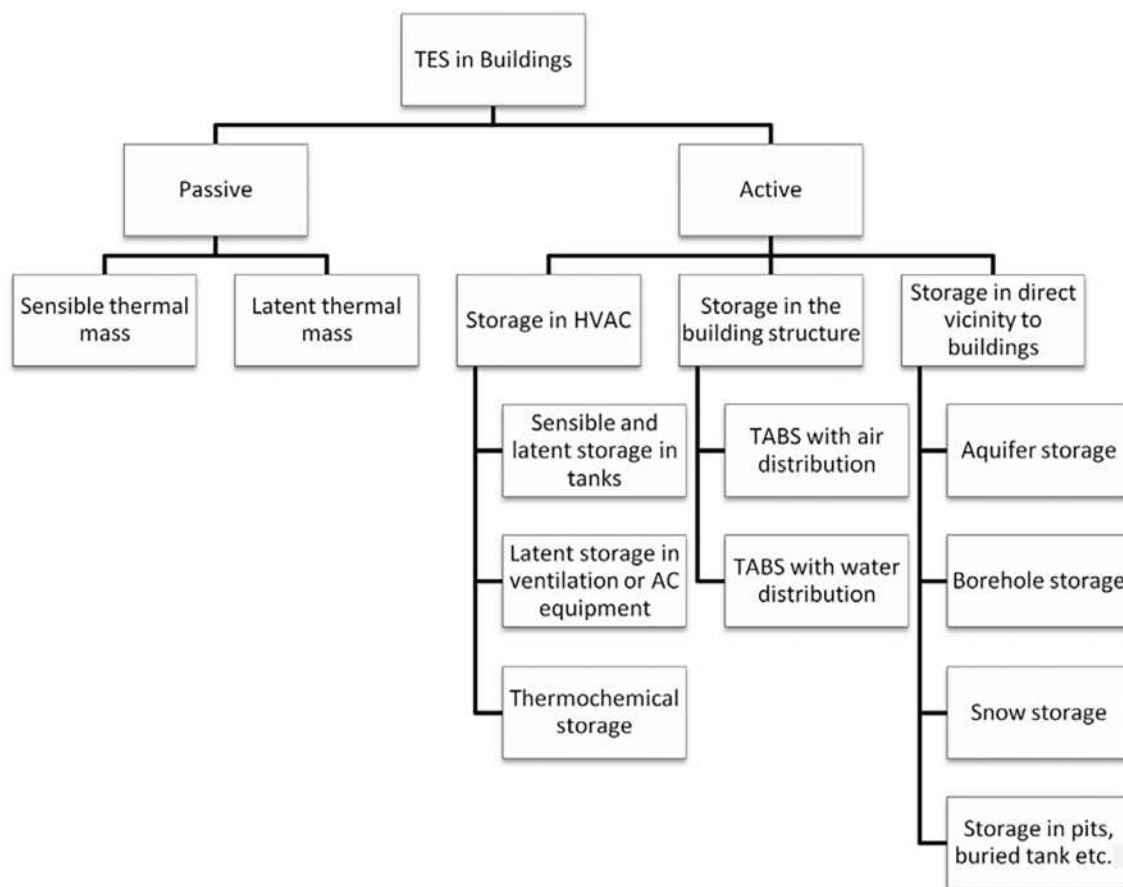 TES in Buildings
Passive
Active
Sensible thermal
mass
Latent thermal
mass
Storage in HVAC
Storage in the
building structure
Storage in direct
vicinity to
buildings
Sensible and
latent storage in
tanks
TABS with air
distribution
Aquifer storage
Latent storage in
ventilation or AC
equipment
TABS with water
distribution
Borehole storage
Thermochemical
storage
Snow storage
Storage in pits,
buried tank etc.